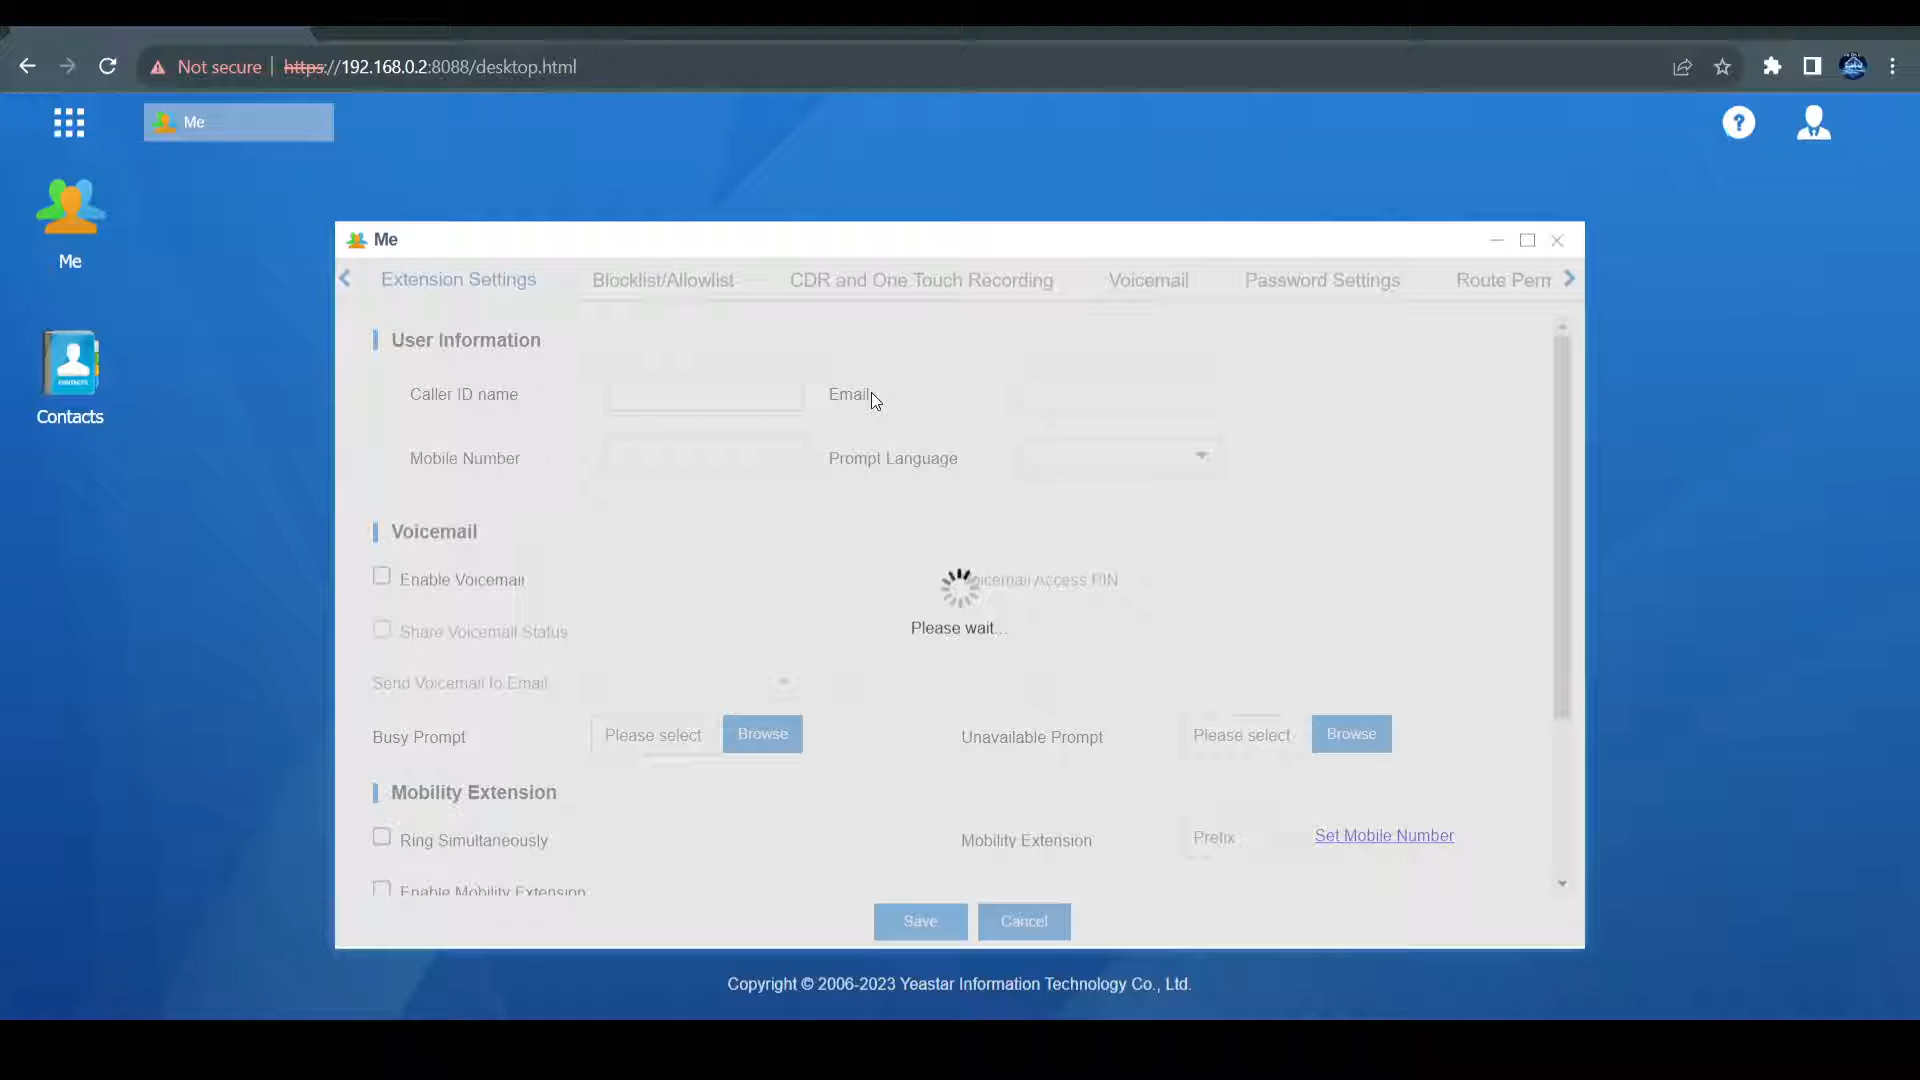 Not secure https://192.168.0.2:8088/desktop.html
Me
?
Me
Contacts
CONTACTS
Me
Extension Settings Blocklist/Allowlist CDR and One Touch Recording Voicemail Password Settings Route Perm
User Information
Caller ID name Email
Mobile Number Prompt Language
Voicemail
Enable Voicemail Voicemail Access PIN
Share Voicemail Status Please wait...
Send Voicemail to Email
Busy Prompt Please select Browse Unavailable Prompt Please select Browse
Mobility Extension
Ring Simultaneously Mobility Extension Prefix Set Mobile Number
Enable Mobility Extension
Save Cancel
Copyright © 2006-2023 Yeastar Information Technology Co., Ltd.